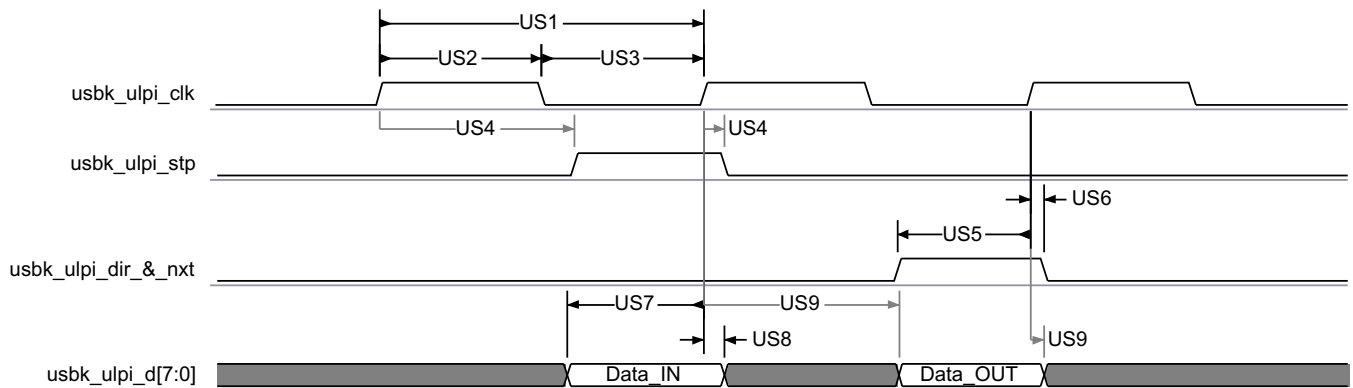 US1
US2 US3
usbk_ulpi_clk
US4 US4
usbk_ulpi_stp
US6
US5
usbk_ulpi_dir_&_nxt
US7 US9
US8 US9
usbk_ulpi_d[7:0] Data_IN Data_OUT